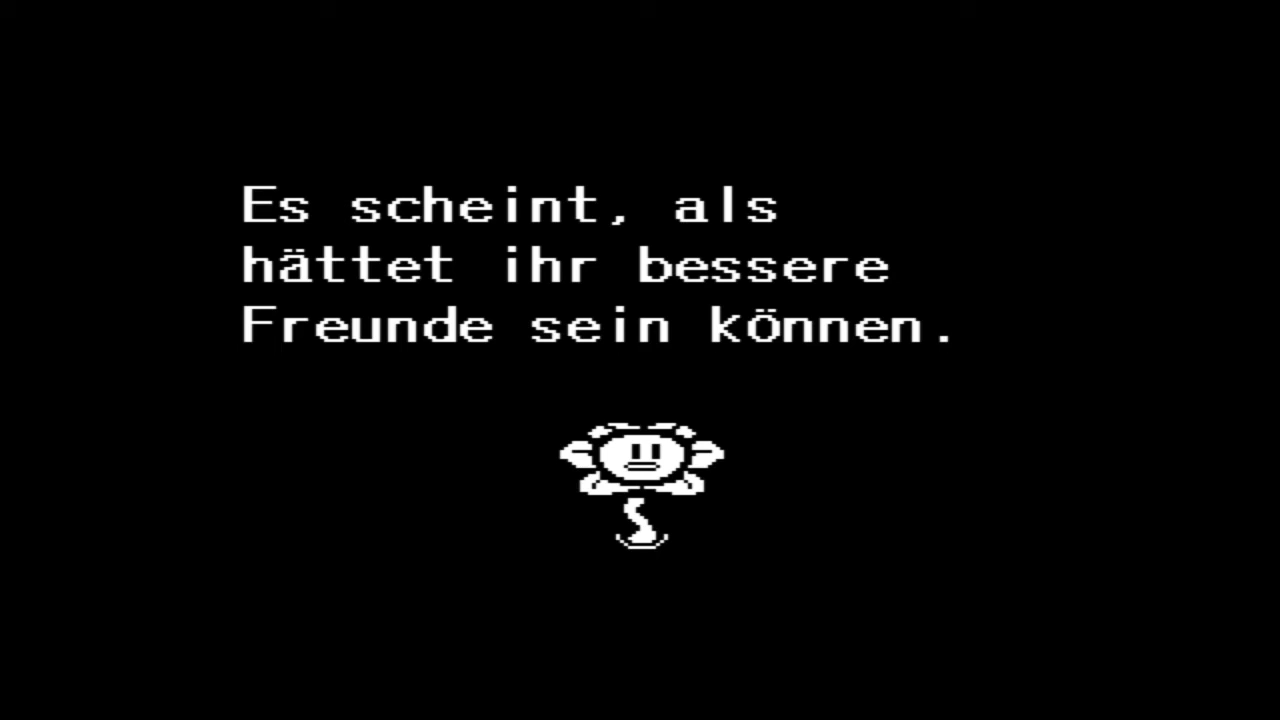 Es scheint, als
hättet ihr bessere
Freunde sein können.